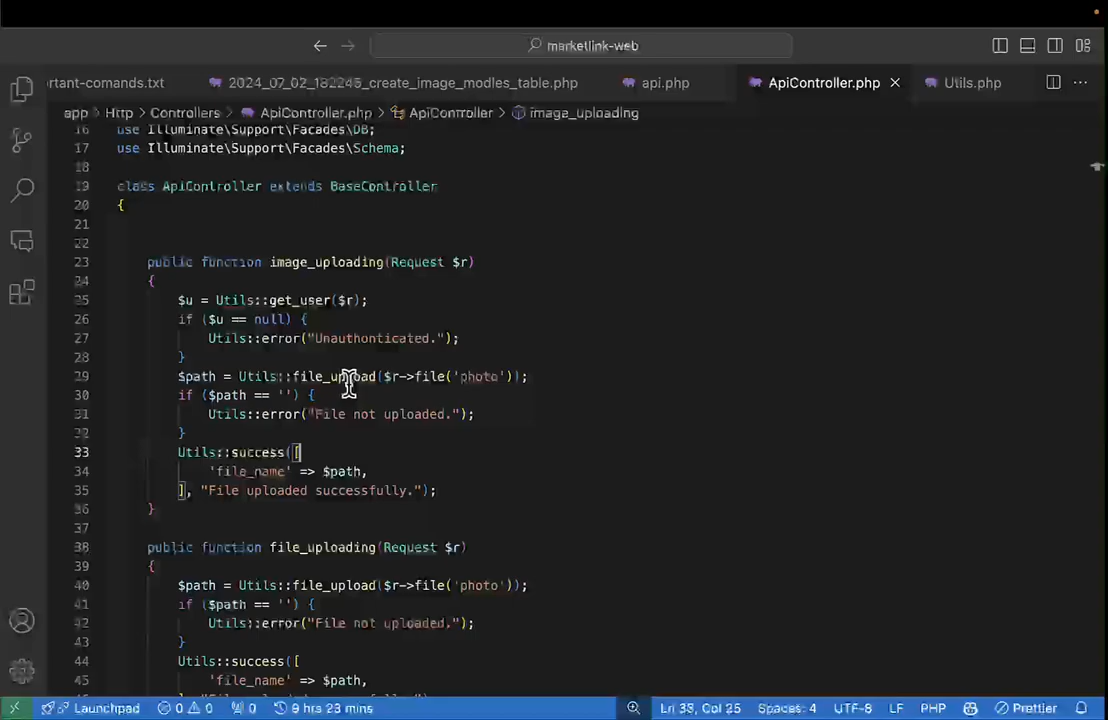 marketlink-web
rtant-comands.txt 2024_07_02_182245_create_image_modles_table.php api.php ApiController.php Utils.php
app > Http > Controllers > ApiController.php > ApiController > image_uploading
16 use Illuminate\Support\Facades\DB;
17 use Illuminate\Support\Facades\Schema;
18
19 class ApiController extends BaseController
20 {
21
22
23 public function image_uploading(Request $r)
24 {
25 $u = Utils::get_user($r);
26 if ($u == null) {
27 Utils::error("Unauthonticated.");
28 }
29 $path = Utils::file_upload($r->file('photo'));
30 if ($path == '') {
31 Utils::error("File not uploaded.");
32 }
33 Utils::success([
34 'file_name' => $path,
35 ], "File uploaded successfully.");
36 }
37
38 public function file_uploading(Request $r)
39 {
40 $path = Utils::file_upload($r->file('photo'));
41 if ($path == '') {
42 Utils::error("File not uploaded.");
43 }
44 Utils::success([
45 'file_name' => $path,
Launchpad 0 0 0 9 hrs 23 mins Ln 33, Col 25 Spaces: 4 UTF-8 LF PHP Prettier